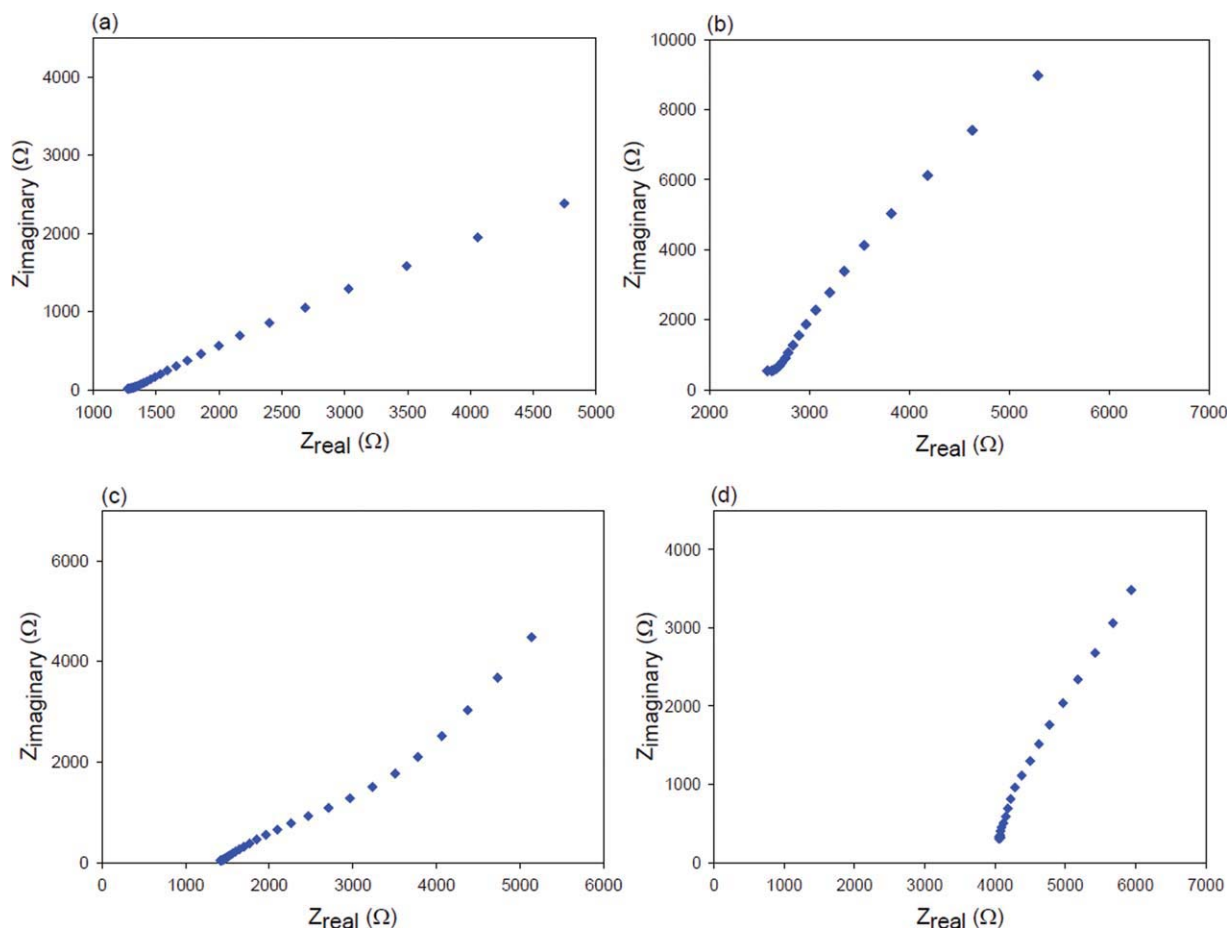 (a)
4000
3000
2000
1000
0
1000 1500 2000 2500 3000 3500 4000 4500 5000
Zimaginary (Ω)
Zreal (Ω)
(b)
10000
8000
6000
4000
2000
0
2000 3000 4000 5000 6000 7000
Zimaginary (Ω)
Zreal (Ω)
(c)
6000
4000
2000
0
0 1000 2000 3000 4000 5000 6000
Zimaginary (Ω)
Zreal (Ω)
(d)
4000
3000
2000
1000
0
0 1000 2000 3000 4000 5000 6000 7000
Zimaginary (Ω)
Zreal (Ω)